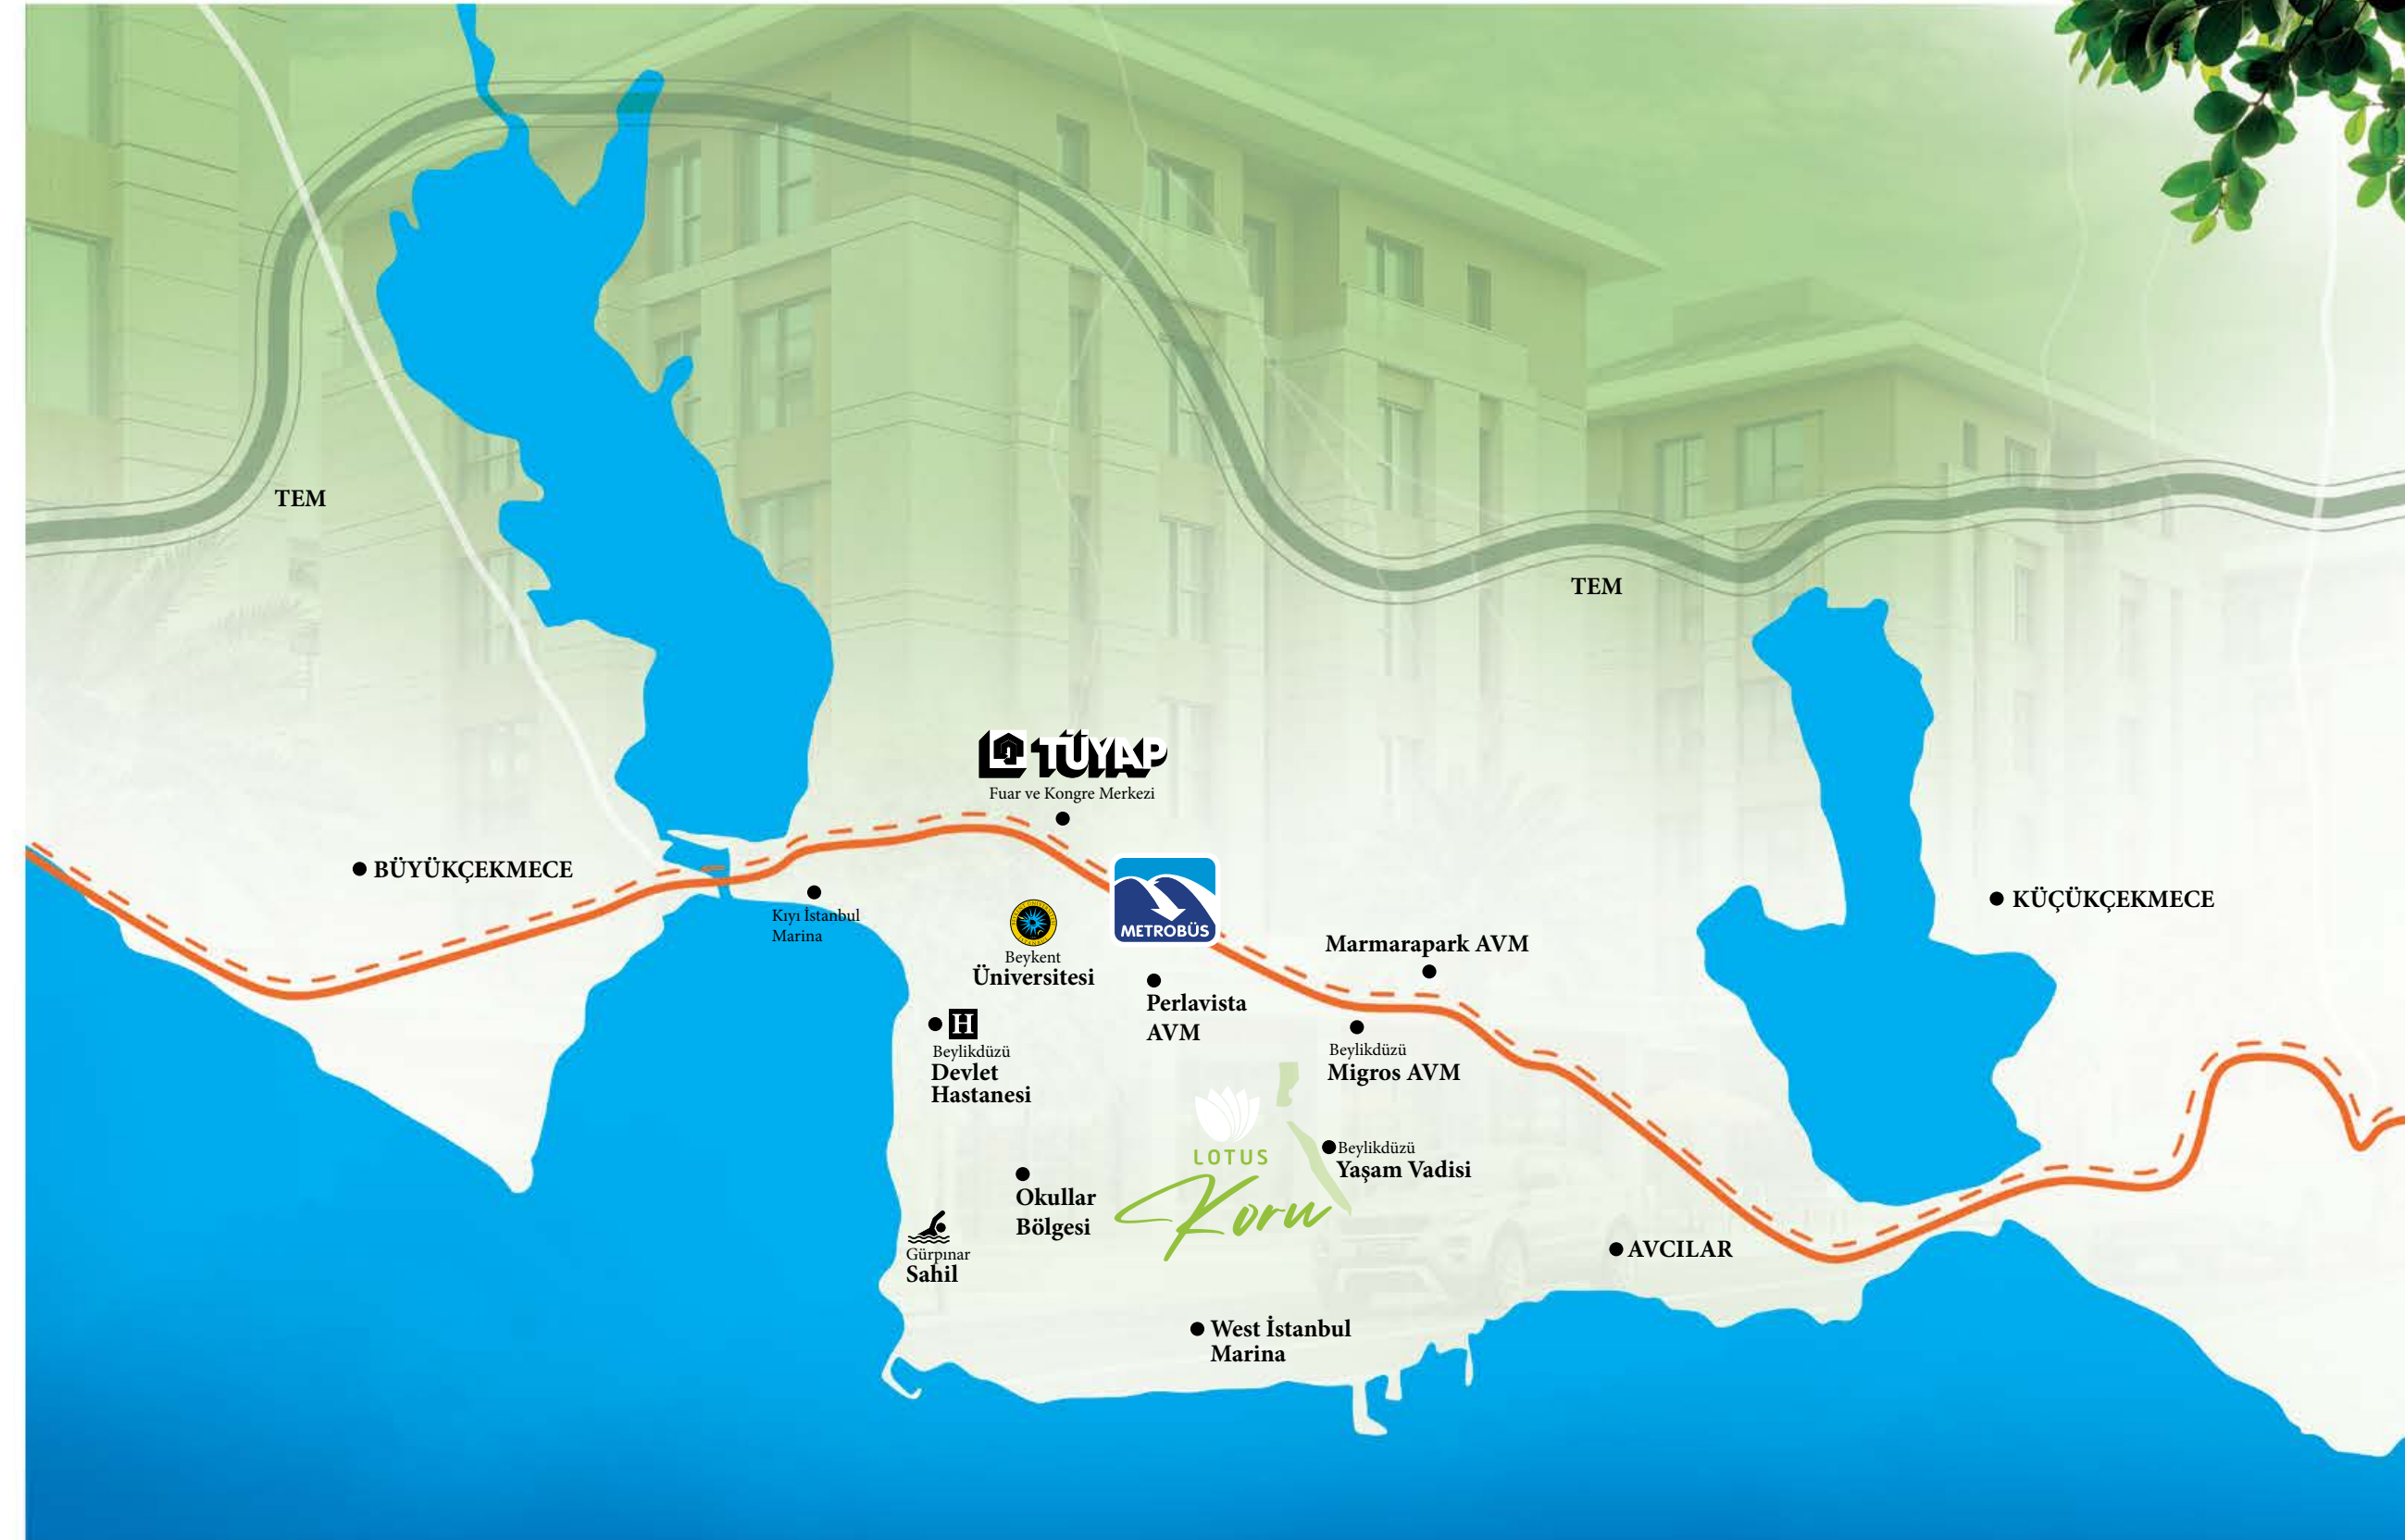 TEM
TEM
TÜYAP
Fuar ve Kongre Merkezi
BÜYÜKÇEKMECE
Kıyı İstanbul
Marina
Beykent
Üniversitesi
METROBÜS
Perlavista
AVM
Marmarapark AVM
KÜÇÜKÇEKMECE
Beylikdüzü
Devlet
Hastanesi
H
Beylikdüzü
Migros AVM
LOTUS
Koru
Beylikdüzü
Yaşam Vadisi
Okullar
Bölgesi
Gürpınar
Sahil
AVCILAR
West İstanbul
Marina